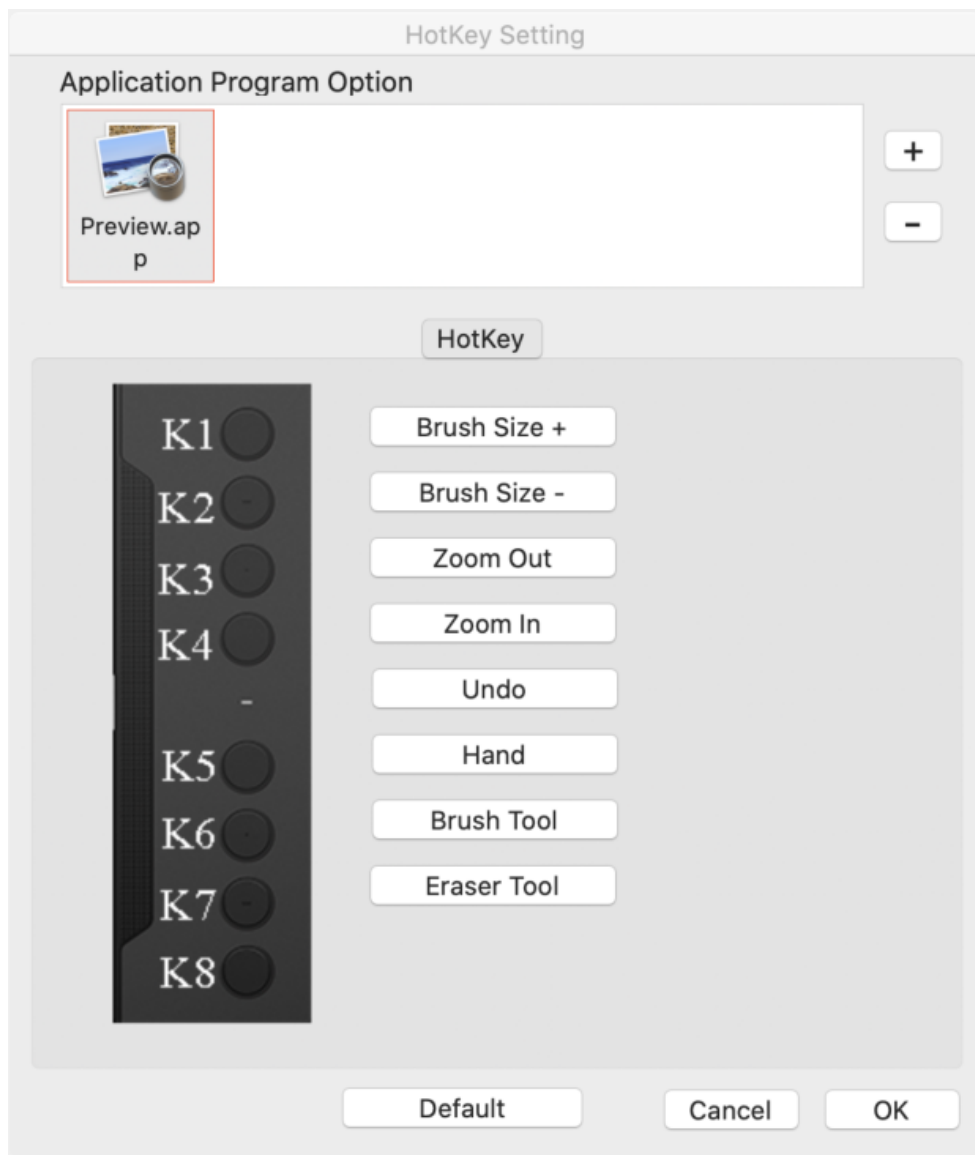 HotKey Setting
Application Program Option
Preview.ap
p
+
-
HotKey
K1
Brush Size +
K2
Brush Size -
K3
Zoom Out
K4
Zoom In
-
Undo
K5
Hand
K6
Brush Tool
K7
Eraser Tool
K8
Default
Cancel
OK